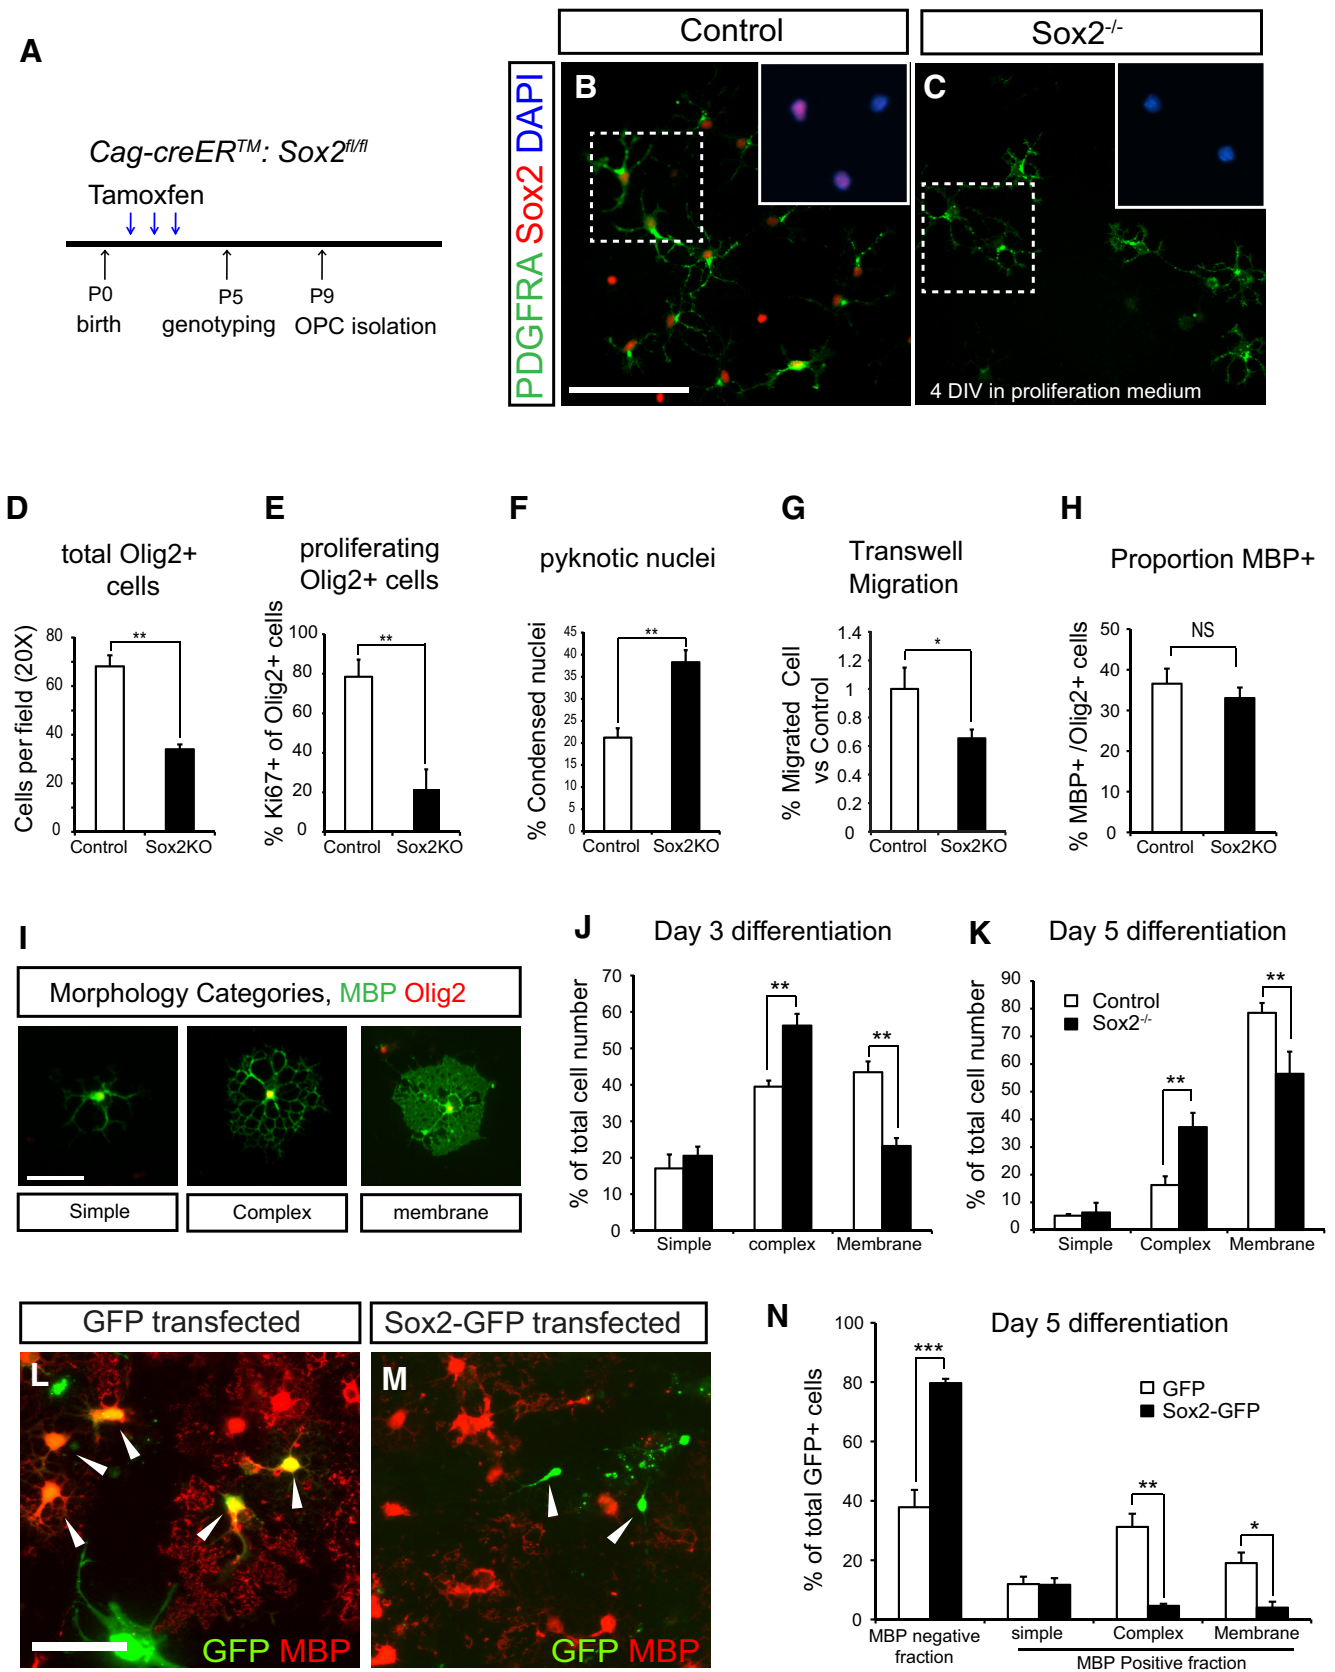 A
Cag-creER™: Sox2fl/fl
Tamoxfen
P0
birth
P5
genotyping
P9
OPC isolation
Control
Sox2-/-
PDGFRA Sox2 DAPI
B
C
4 DIV in proliferation medium
D
total Olig2+
cells
Cells per field (20X)
80
60
40
20
0
**
Control
Sox2KO
E
proliferating
Olig2+ cells
% Ki67+ of Olig2+ cells
100
80
60
40
20
0
**
Control
Sox2KO
F
pyknotic nuclei
% Condensed nuclei
45
40
35
30
25
20
15
10
5
0
**
Control
Sox2KO
G
Transwell
Migration
% Migrated Cell
vs Control
1.4
1.2
1
0.8
0.6
0.4
0.2
0
*
Control
Sox2KO
H
Proportion MBP+
% MBP+ /Olig2+ cells
50
40
30
20
10
0
NS
Control
Sox2KO
I
Morphology Categories, MBP Olig2
Simple
Complex
membrane
J
Day 3 differentiation
% of total cell number
70
60
50
40
30
20
10
0
**
**
Simple
complex
Membrane
K
Day 5 differentiation
% of total cell number
90
80
70
60
50
40
30
20
10
0
Control
Sox2-/-
**
**
Simple
Complex
Membrane
GFP transfected
Sox2-GFP transfected
L
GFP MBP
M
GFP MBP
N
Day 5 differentiation
% of total GFP+ cells
100
80
60
40
20
0
GFP
Sox2-GFP
***
**
*
MBP negative
fraction
simple
Complex
Membrane
MBP Positive fraction